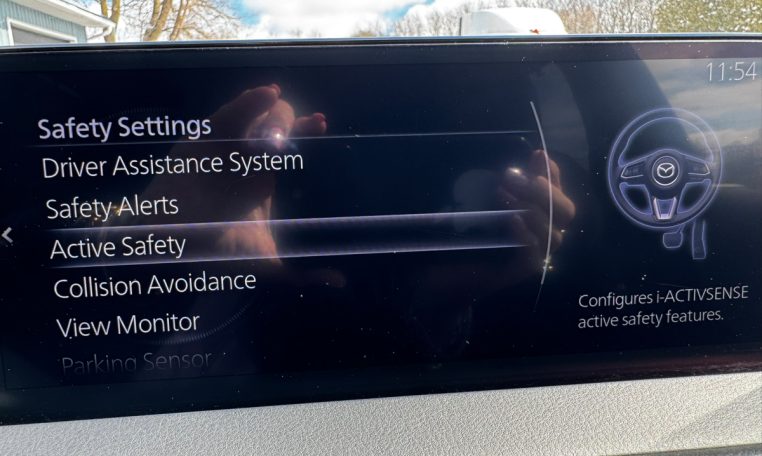 11:54
Safety Settings
Driver Assistance System
Safety Alerts
Active Safety
Collision Avoidance
View Monitor
Parking Sensor
Configures i-ACTIVSENSE
active safety features.